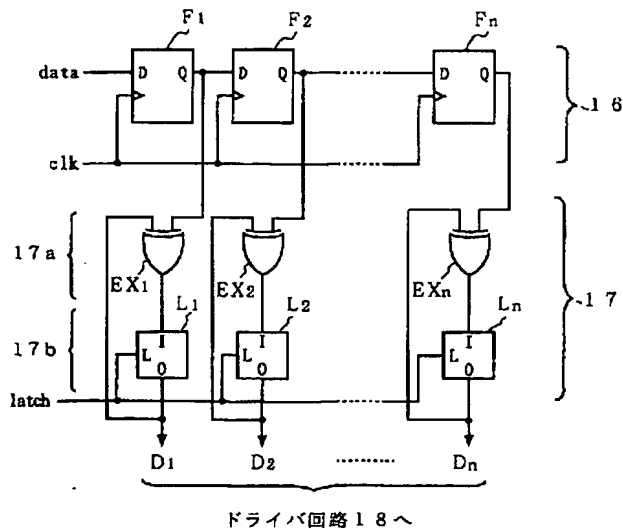 F1 F2 Fn
data D Q D Q D Q
16
clk
17a
EX1 EX2 EXn
17
L1 L2 Ln
17b
I I I
L L L
O O O
latch
D1 D2 ........ Dn
ドライバ回路18へ